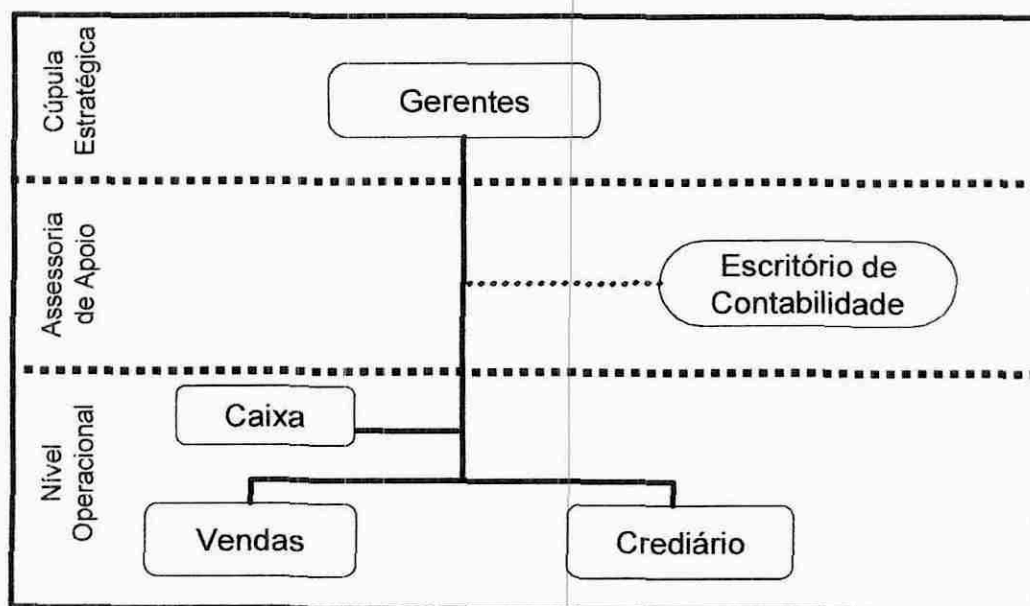 Cúpula
Estratégica
Gerentes
Assessoria
de Apoio
Escritório de
Contabilidade
Nível
Operacional
Caixa
Vendas
Crediário